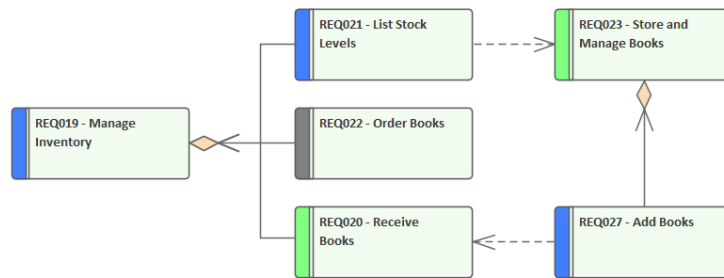 REQ021 - List Stock
Levels
REQ023 - Store and
Manage Books
REQ019 - Manage
Inventory
REQ022 - Order Books
REQ020 - Receive
Books
REQ027 - Add Books